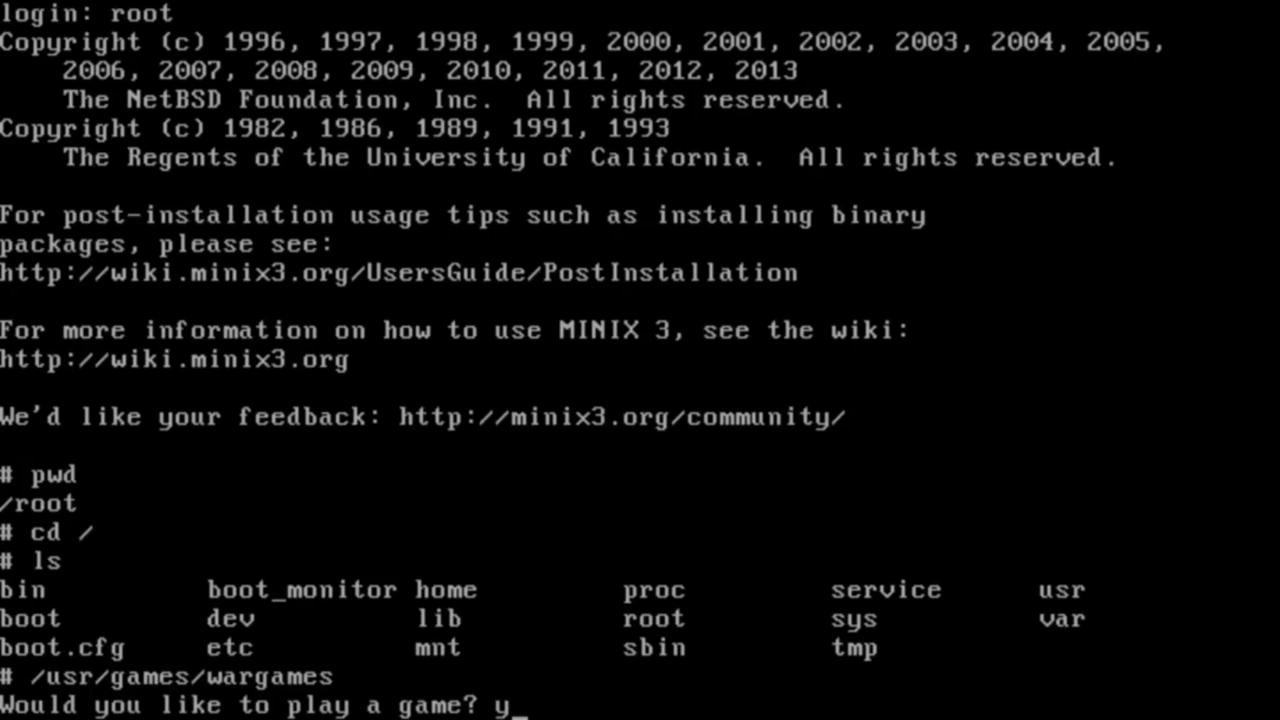 login: root
Copyright (c) 1996, 1997, 1998, 1999, 2000, 2001, 2002, 2003, 2004, 2005,
    2006, 2007, 2008, 2009, 2010, 2011, 2012, 2013
    The NetBSD Foundation, Inc.  All rights reserved.
Copyright (c) 1982, 1986, 1989, 1991, 1993
    The Regents of the University of California.  All rights reserved.

For post-installation usage tips such as installing binary
packages, please see:
http://wiki.minix3.org/UsersGuide/PostInstallation

For more information on how to use MINIX 3, see the wiki:
http://wiki.minix3.org

We'd like your feedback: http://minix3.org/community/

# pwd
/root
# cd /
# ls
bin          boot_monitor home         proc         service      usr
boot         dev          lib          root         sys          var
boot.cfg     etc          mnt          sbin         tmp
# /usr/games/wargames
Would you like to play a game? y_